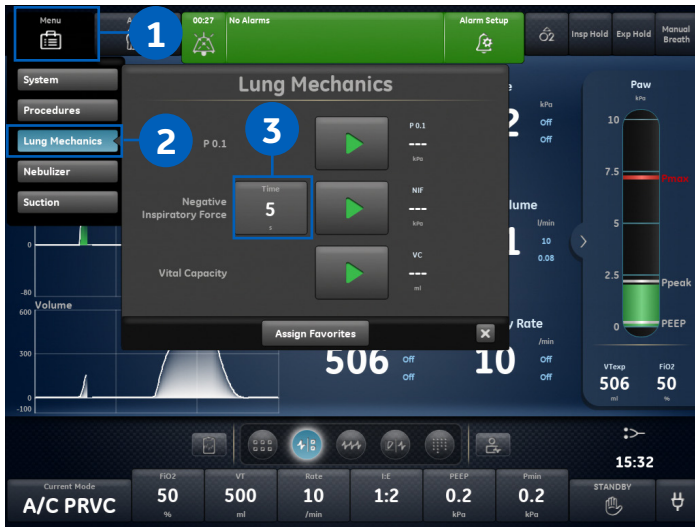 Menu
A
00:27
No Alarms
Alarm Setup
O2
Insp Hold
Exp Hold
Manual
Breath
1
System
Procedures
Lung Mechanics
Nebulizer
Suction
2
3
Lung Mechanics
P 0.1
P 0.1
---
kPa
Negative
Inspiratory Force
Time
5
s
NIF
---
kPa
Vital Capacity
VC
---
ml
Assign Favorites
e
2
kPa
Off
Off
lume
1
l/min
10
0.08
y Rate
/min
10
Off
Off
506
Off
Off
Paw
kPa
10
7.5
Pmax
5
2.5
Ppeak
0
PEEP
VTexp
506
ml
FiO2
50
%
0
-80
Volume
600
300
0
-100
15:32
Current Mode
A/C PRVC
FiO2
50
%
VT
500
ml
Rate
10
/min
I:E
1:2
PEEP
0.2
kPa
Pmin
0.2
kPa
STANDBY